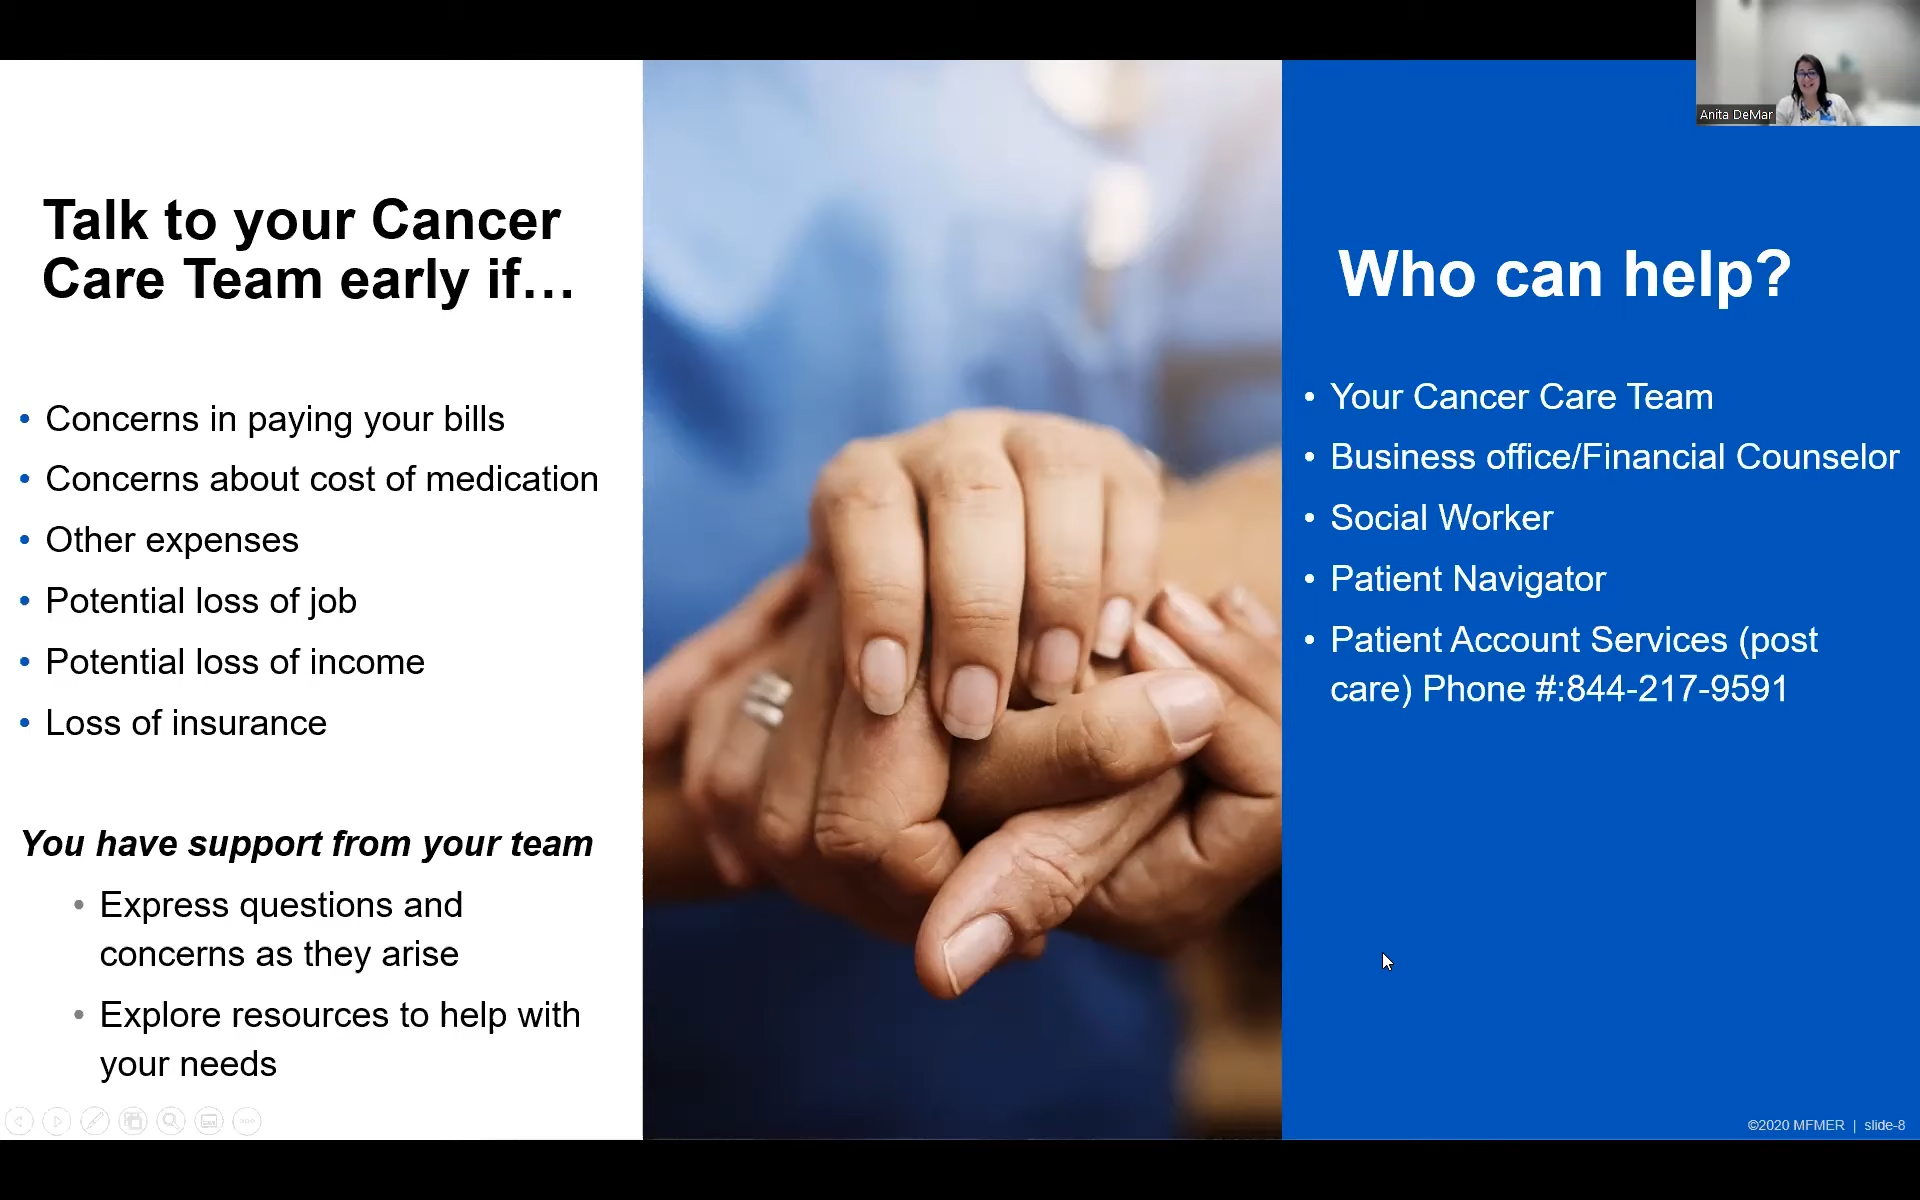 Anita DeMar
Talk to your Cancer
Care Team early if…
• Concerns in paying your bills
• Concerns about cost of medication
• Other expenses
• Potential loss of job
• Potential loss of income
• Loss of insurance
You have support from your team
• Express questions and
concerns as they arise
• Explore resources to help with
your needs
Who can help?
• Your Cancer Care Team
• Business office/Financial Counselor
• Social Worker
• Patient Navigator
• Patient Account Services (post
care) Phone #:844-217-9591
©2020 MFMER | slide-8